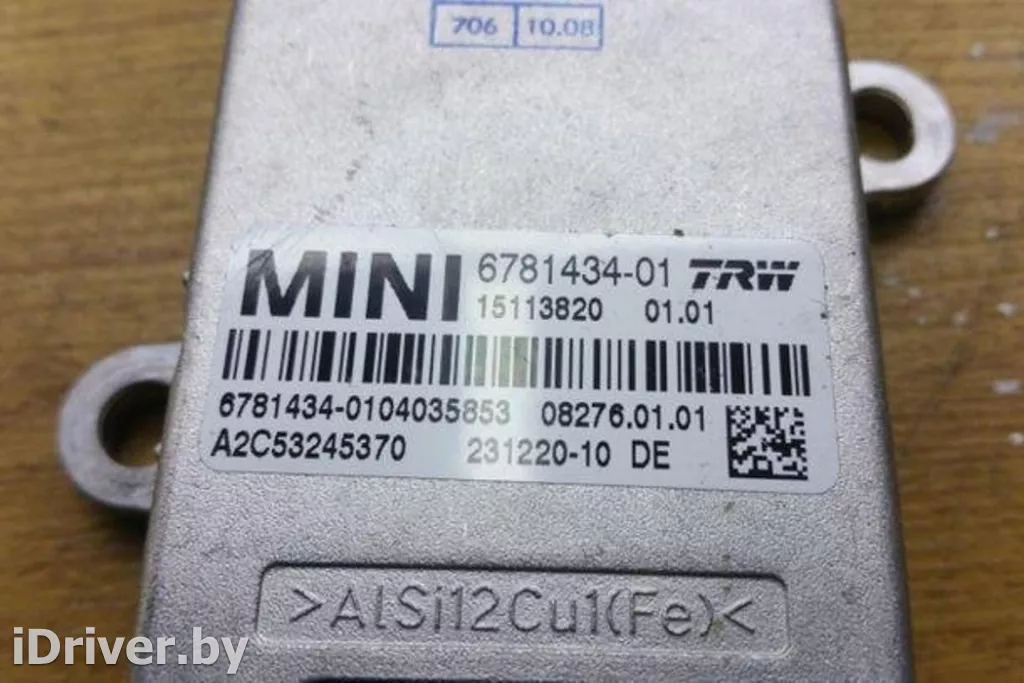 706 10.08
MINI 6781434-01 TRW
15113820 01.01
6781434-0104035853 08276.01.01
A2C53245370 231220-10 DE
>AlSi12Cu1(Fe)<
iDriver.by